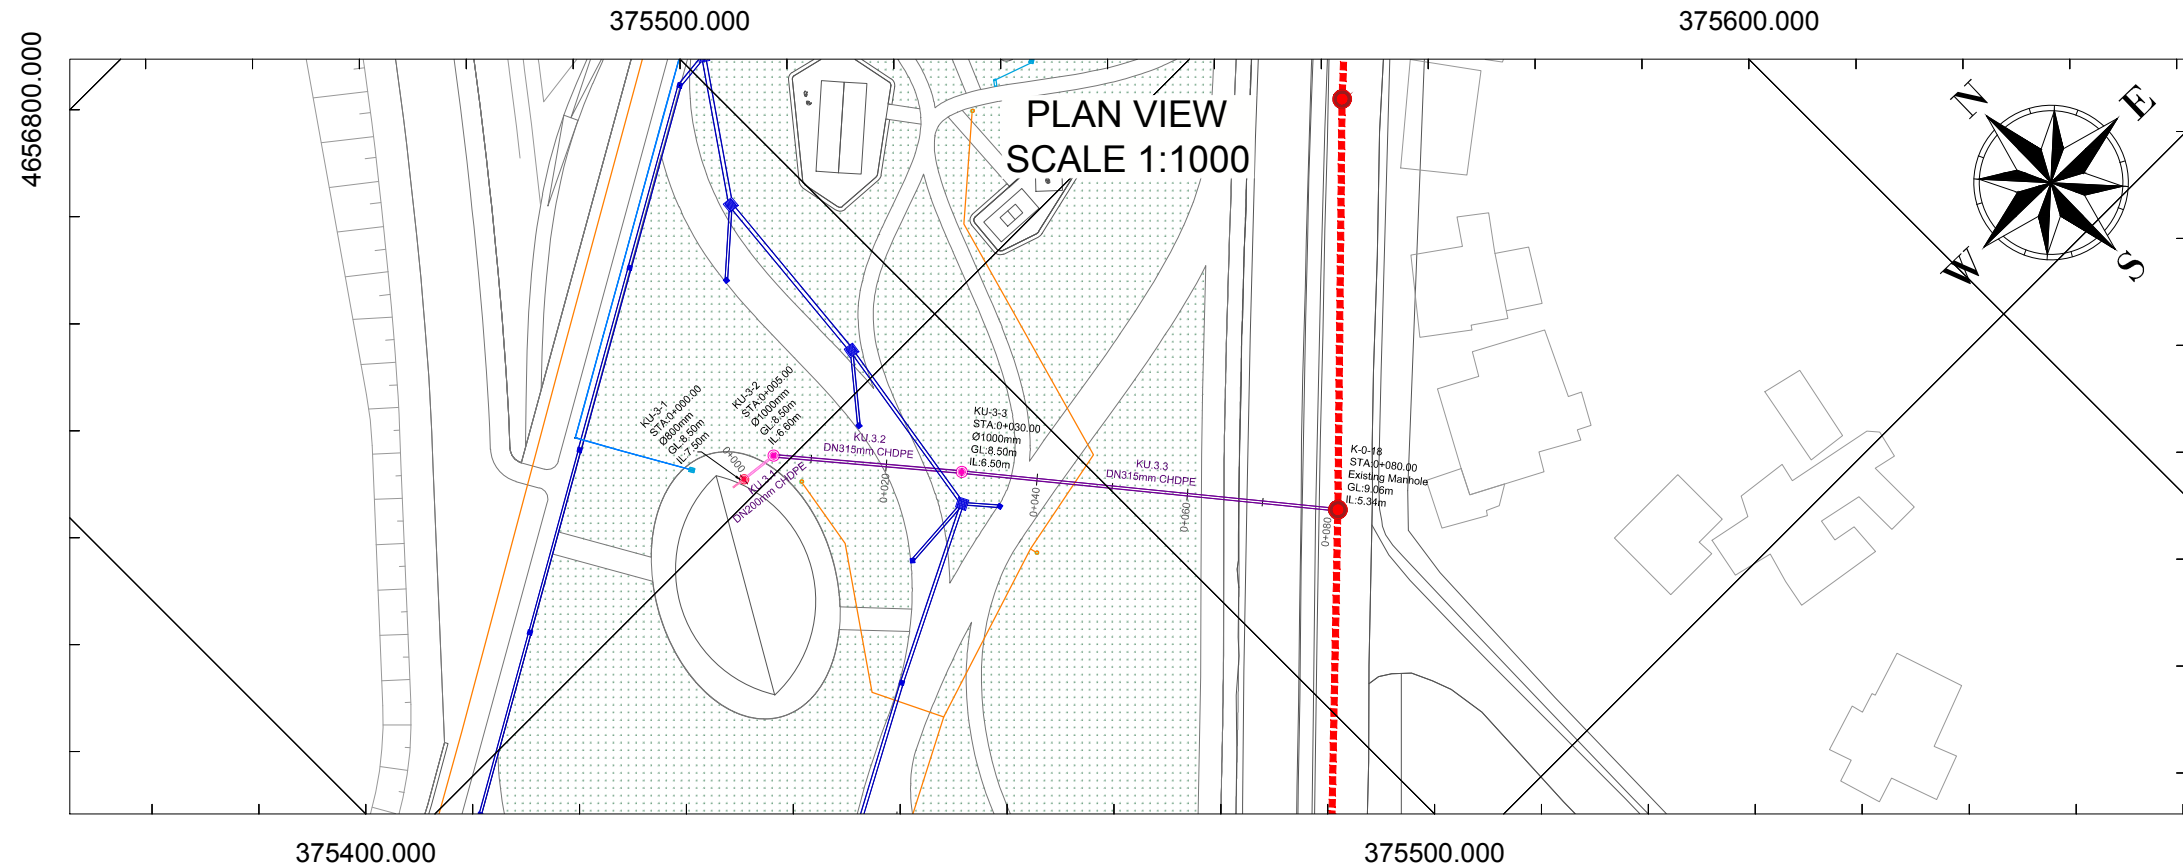 375500.000
375600.000
4656800.000
PLAN VIEW
SCALE 1:1000
N
E
W
S
KU-3-1
STA:0+000.00
Ø800mm
GL:8.50m
IL:7.50m
KU-3-2
STA:0+005.00
Ø1000mm
GL:8.50m
IL:6.60m
KU-3-3
STA:0+030.00
Ø1000mm
GL:8.50m
IL:6.50m
KU.3.2
DN315mm CHDPE
KU.3.3
DN315mm CHDPE
K-0-18
STA:0+080.00
Existing Manhole
GL:9.06m
IL:5.34m
0+000
KU.3.1
DN200mm CHDPE
0+020
0+040
0+060
0+080
375400.000
375500.000